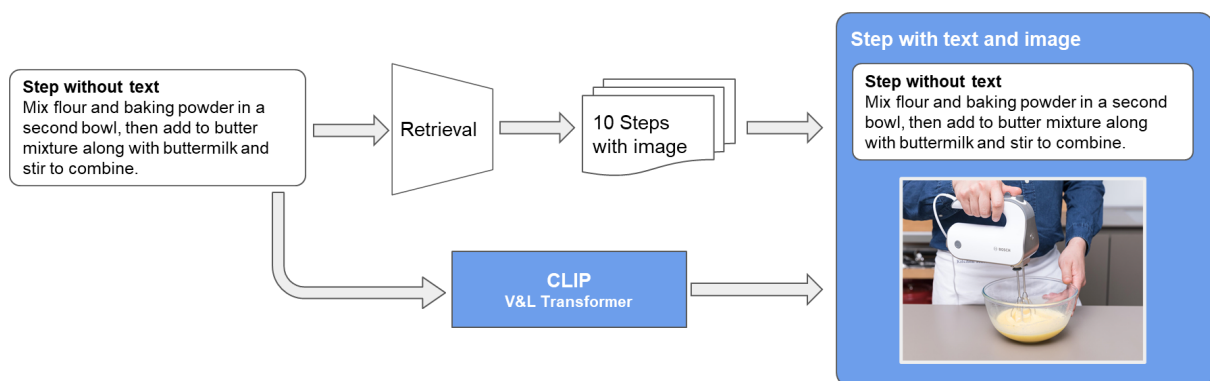 Step without text
Mix flour and baking powder in a
second bowl, then add to butter
mixture along with buttermilk and
stir to combine.
Retrieval
10 Steps
with image
CLIP
V&L Transformer
Step with text and image
Step without text
Mix flour and baking powder in a second
bowl, then add to butter mixture along
with buttermilk and stir to combine.
BOSCH